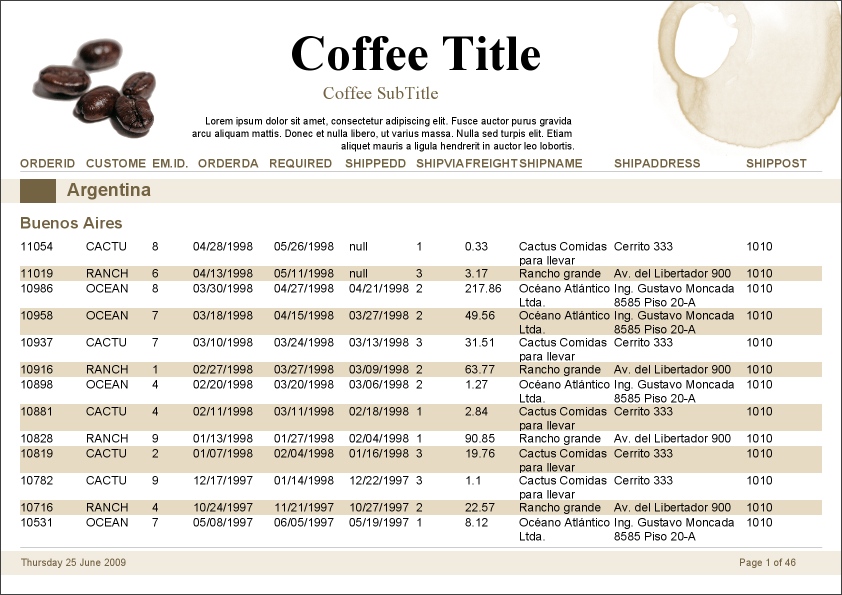 Coffee Title
Coffee SubTitle
Lorem ipsum dolor sit amet, consectetur adipiscing elit. Fusce auctor purus gravida
arcu aliquam mattis. Donec et nulla libero, ut varius massa. Nulla sed turpis elit. Etiam
aliquet mauris a ligula hendrerit in auctor leo lobortis.
ORDERID CUSTOME EM.ID. ORDERDA REQUIRED SHIPPEDD SHIPVIA FREIGHT SHIPNAME SHIPADDRESS SHIPPOST
Argentina
Buenos Aires
11054 CACTU 8 04/28/1998 05/26/1998 null 1 0.33 Cactus Comidas Cerrito 333 1010
para llevar
11019 RANCH 6 04/13/1998 05/11/1998 null 3 3.17 Rancho grande Av. del Libertador 900 1010
10986 OCEAN 8 03/30/1998 04/27/1998 04/21/1998 2 217.86 Océano Atlántico Ing. Gustavo Moncada 1010
Ltda. 8585 Piso 20-A
10958 OCEAN 7 03/18/1998 04/15/1998 03/27/1998 2 49.56 Océano Atlántico Ing. Gustavo Moncada 1010
Ltda. 8585 Piso 20-A
10937 CACTU 7 03/10/1998 03/24/1998 03/13/1998 3 31.51 Cactus Comidas Cerrito 333 1010
para llevar
10916 RANCH 1 02/27/1998 03/27/1998 03/09/1998 2 63.77 Rancho grande Av. del Libertador 900 1010
10898 OCEAN 4 02/20/1998 03/20/1998 03/06/1998 2 1.27 Océano Atlántico Ing. Gustavo Moncada 1010
Ltda. 8585 Piso 20-A
10881 CACTU 4 02/11/1998 03/11/1998 02/18/1998 1 2.84 Cactus Comidas Cerrito 333 1010
para llevar
10828 RANCH 9 01/13/1998 01/27/1998 02/04/1998 1 90.85 Rancho grande Av. del Libertador 900 1010
10819 CACTU 2 01/07/1998 02/04/1998 01/16/1998 3 19.76 Cactus Comidas Cerrito 333 1010
para llevar
10782 CACTU 9 12/17/1997 01/14/1998 12/22/1997 3 1.1 Cactus Comidas Cerrito 333 1010
para llevar
10716 RANCH 4 10/24/1997 11/21/1997 10/27/1997 2 22.57 Rancho grande Av. del Libertador 900 1010
10531 OCEAN 7 05/08/1997 06/05/1997 05/19/1997 1 8.12 Océano Atlántico Ing. Gustavo Moncada 1010
Ltda. 8585 Piso 20-A
Thursday 25 June 2009 Page 1 of 46